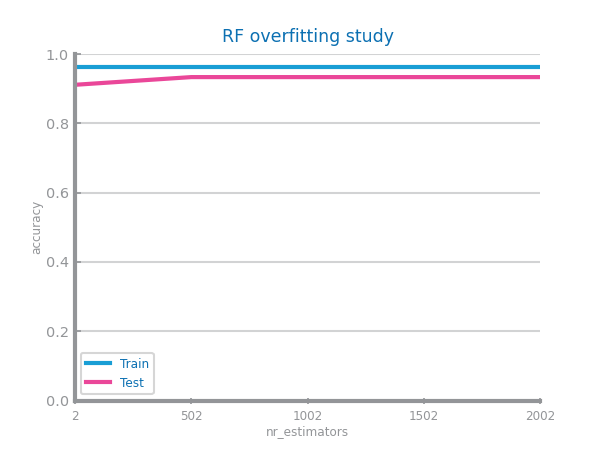 RF overfitting study
1.0
0.8
0.6
0.4
0.2
0.0
accuracy
Train
Test
2 502 1002 1502 2002
nr_estimators